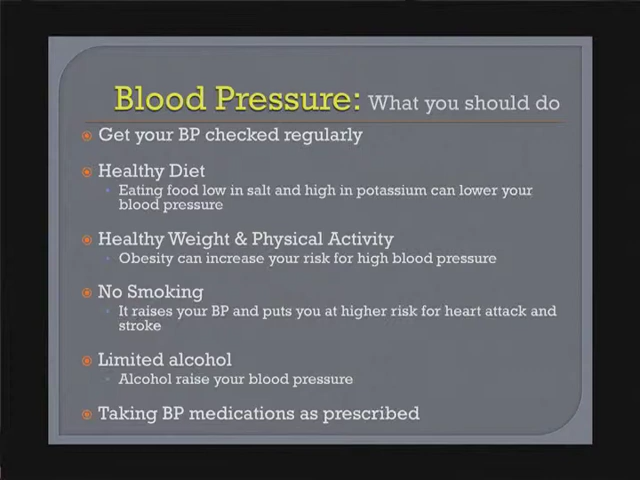 Blood Pressure: What you should do
Get your BP checked regularly
Healthy Diet
Eating food low in salt and high in potassium can lower your
blood pressure
Healthy Weight & Physical Activity
Obesity can increase your risk for high blood pressure
No Smoking
It raises your BP and puts you at higher risk for heart attack and
stroke
Limited alcohol
Alcohol raise your blood pressure
Taking BP medications as prescribed